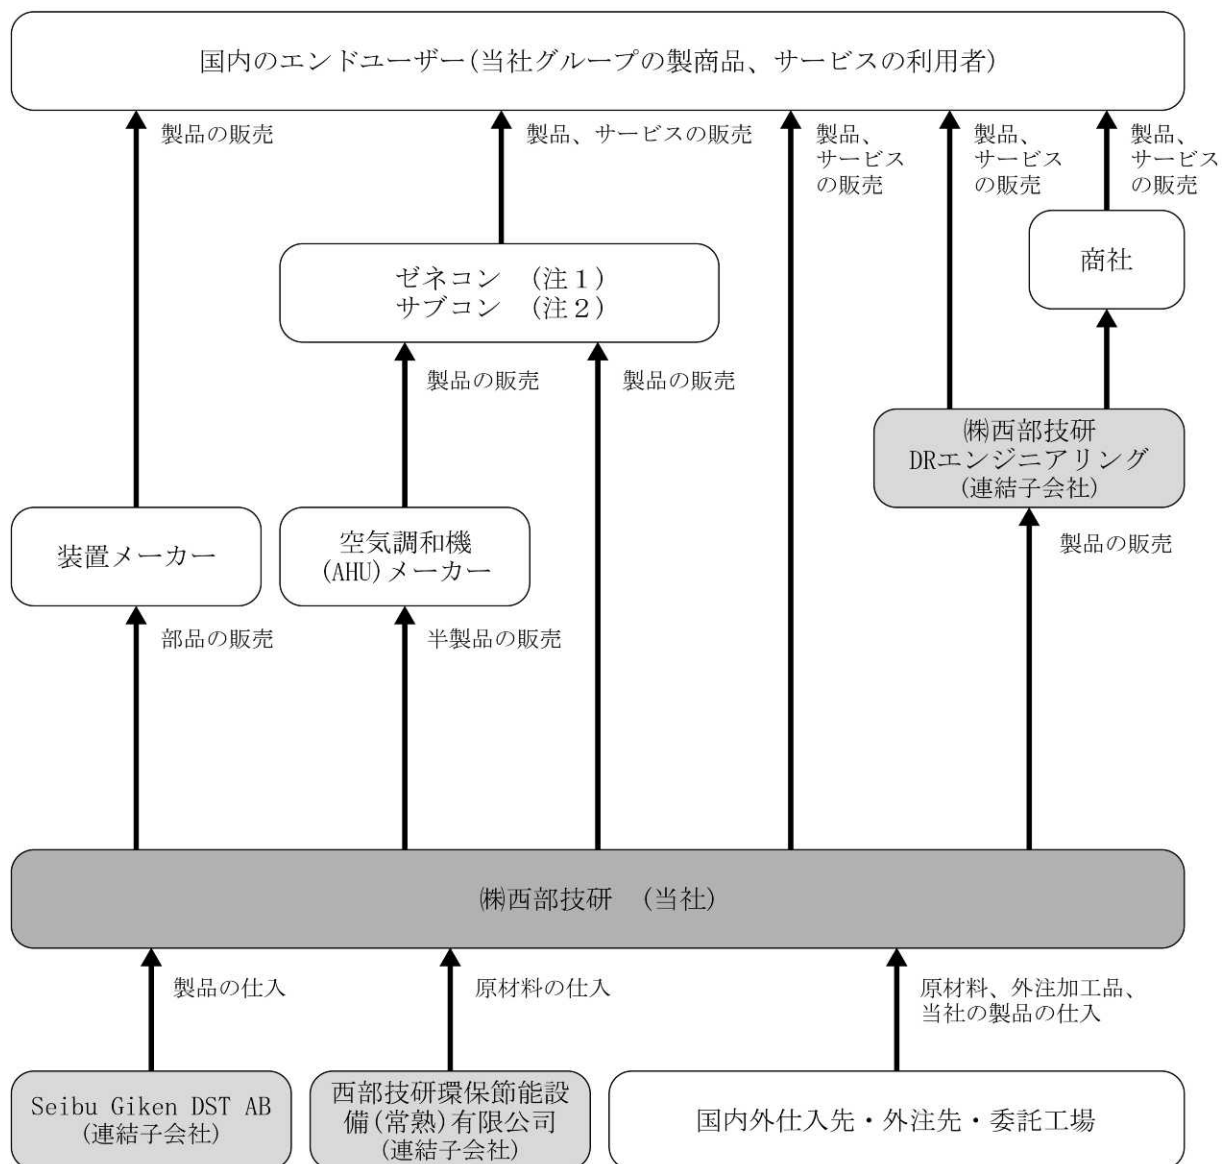 国内のエンドユーザー(当社グループの製商品、サービスの利用者)
製品の販売
製品、サービスの販売
製品、
サービス
の販売
製品、
サービス
の販売
製品、
サービス
の販売
商社
ゼネコン (注1)
サブコン (注2)
製品の販売
製品の販売
㈱西部技研
DRエンジニアリング
(連結子会社)
装置メーカー
空気調和機
(AHU)メーカー
製品の販売
部品の販売
半製品の販売
㈱西部技研 (当社)
製品の仕入
原材料の仕入
原材料、外注加工品、
当社の製品の仕入
Seibu Giken DST AB
(連結子会社)
西部技研環保節能設
備(常熟)有限公司
(連結子会社)
国内外仕入先・外注先・委託工場